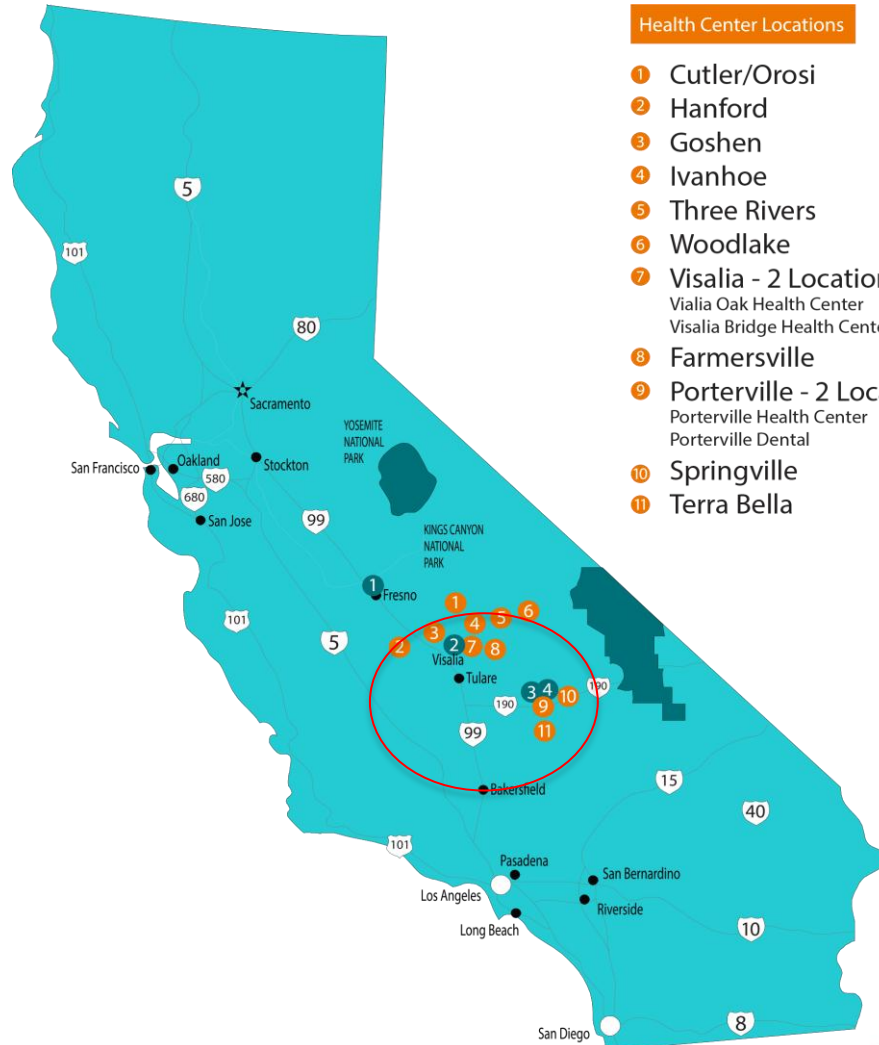 Health Center Locations
1 Cutler/Orosi
2 Hanford
3 Goshen
4 Ivanhoe
5 Three Rivers
6 Woodlake
7 Visalia - 2 Location
Vialia Oak Health Center
Visalia Bridge Health Cente
8 Farmersville
9 Porterville - 2 Loc
Porterville Health Center
Porterville Dental
10 Springville
11 Terra Bella
5
101
80
Sacramento
YOSEMITE
NATIONAL
PARK
San Francisco
Oakland
Stockton
580
680
San Jose
99
KINGS CANYON
NATIONAL
PARK
1
Fresno
1
6
5
4
3
101
5
2
2
7
8
Visalia
Tulare
3
4
10
190
190
9
99
11
Bakersfield
15
40
101
Pasadena
San Bernardino
Los Angeles
Riverside
Long Beach
10
San Diego
8